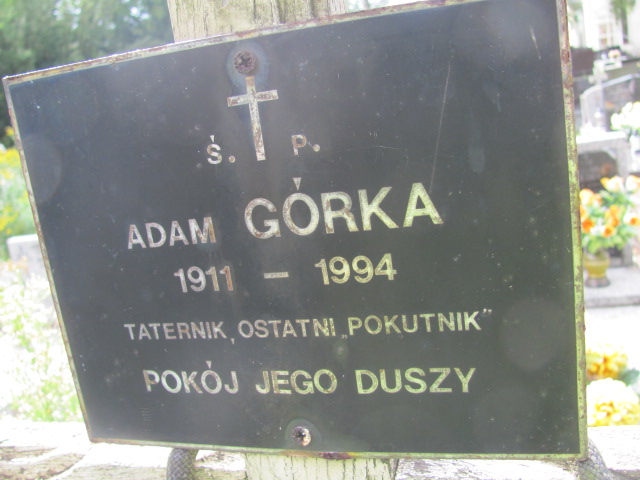 Ś. P.
ADAM GÓRKA
1911 – 1994
TATERNIK, OSTATNI „POKUTNIK”
POKÓJ JEGO DUSZY